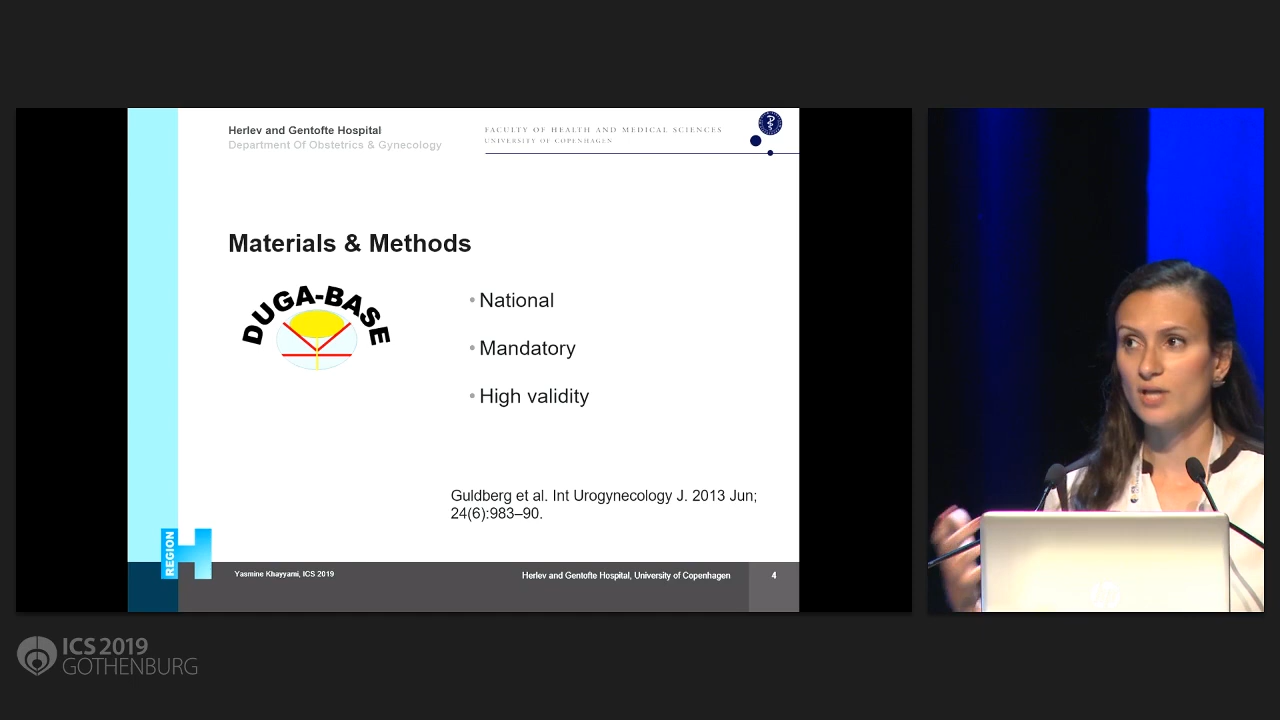 Herlev and Gentofte Hospital
Department Of Obstetrics & Gynecology
FACULTY OF HEALTH AND MEDICAL SCIENCES
UNIVERSITY OF COPENHAGEN
Materials & Methods
DUGA-BASE
• National
• Mandatory
• High validity
Guldberg et al. Int Urogynecology J. 2013 Jun;
24(6):983–90.
REGION
H
Yasmine Khayyami, ICS 2019
Herlev and Gentofte Hospital, University of Copenhagen
4
ICS 2019
GOTHENBURG